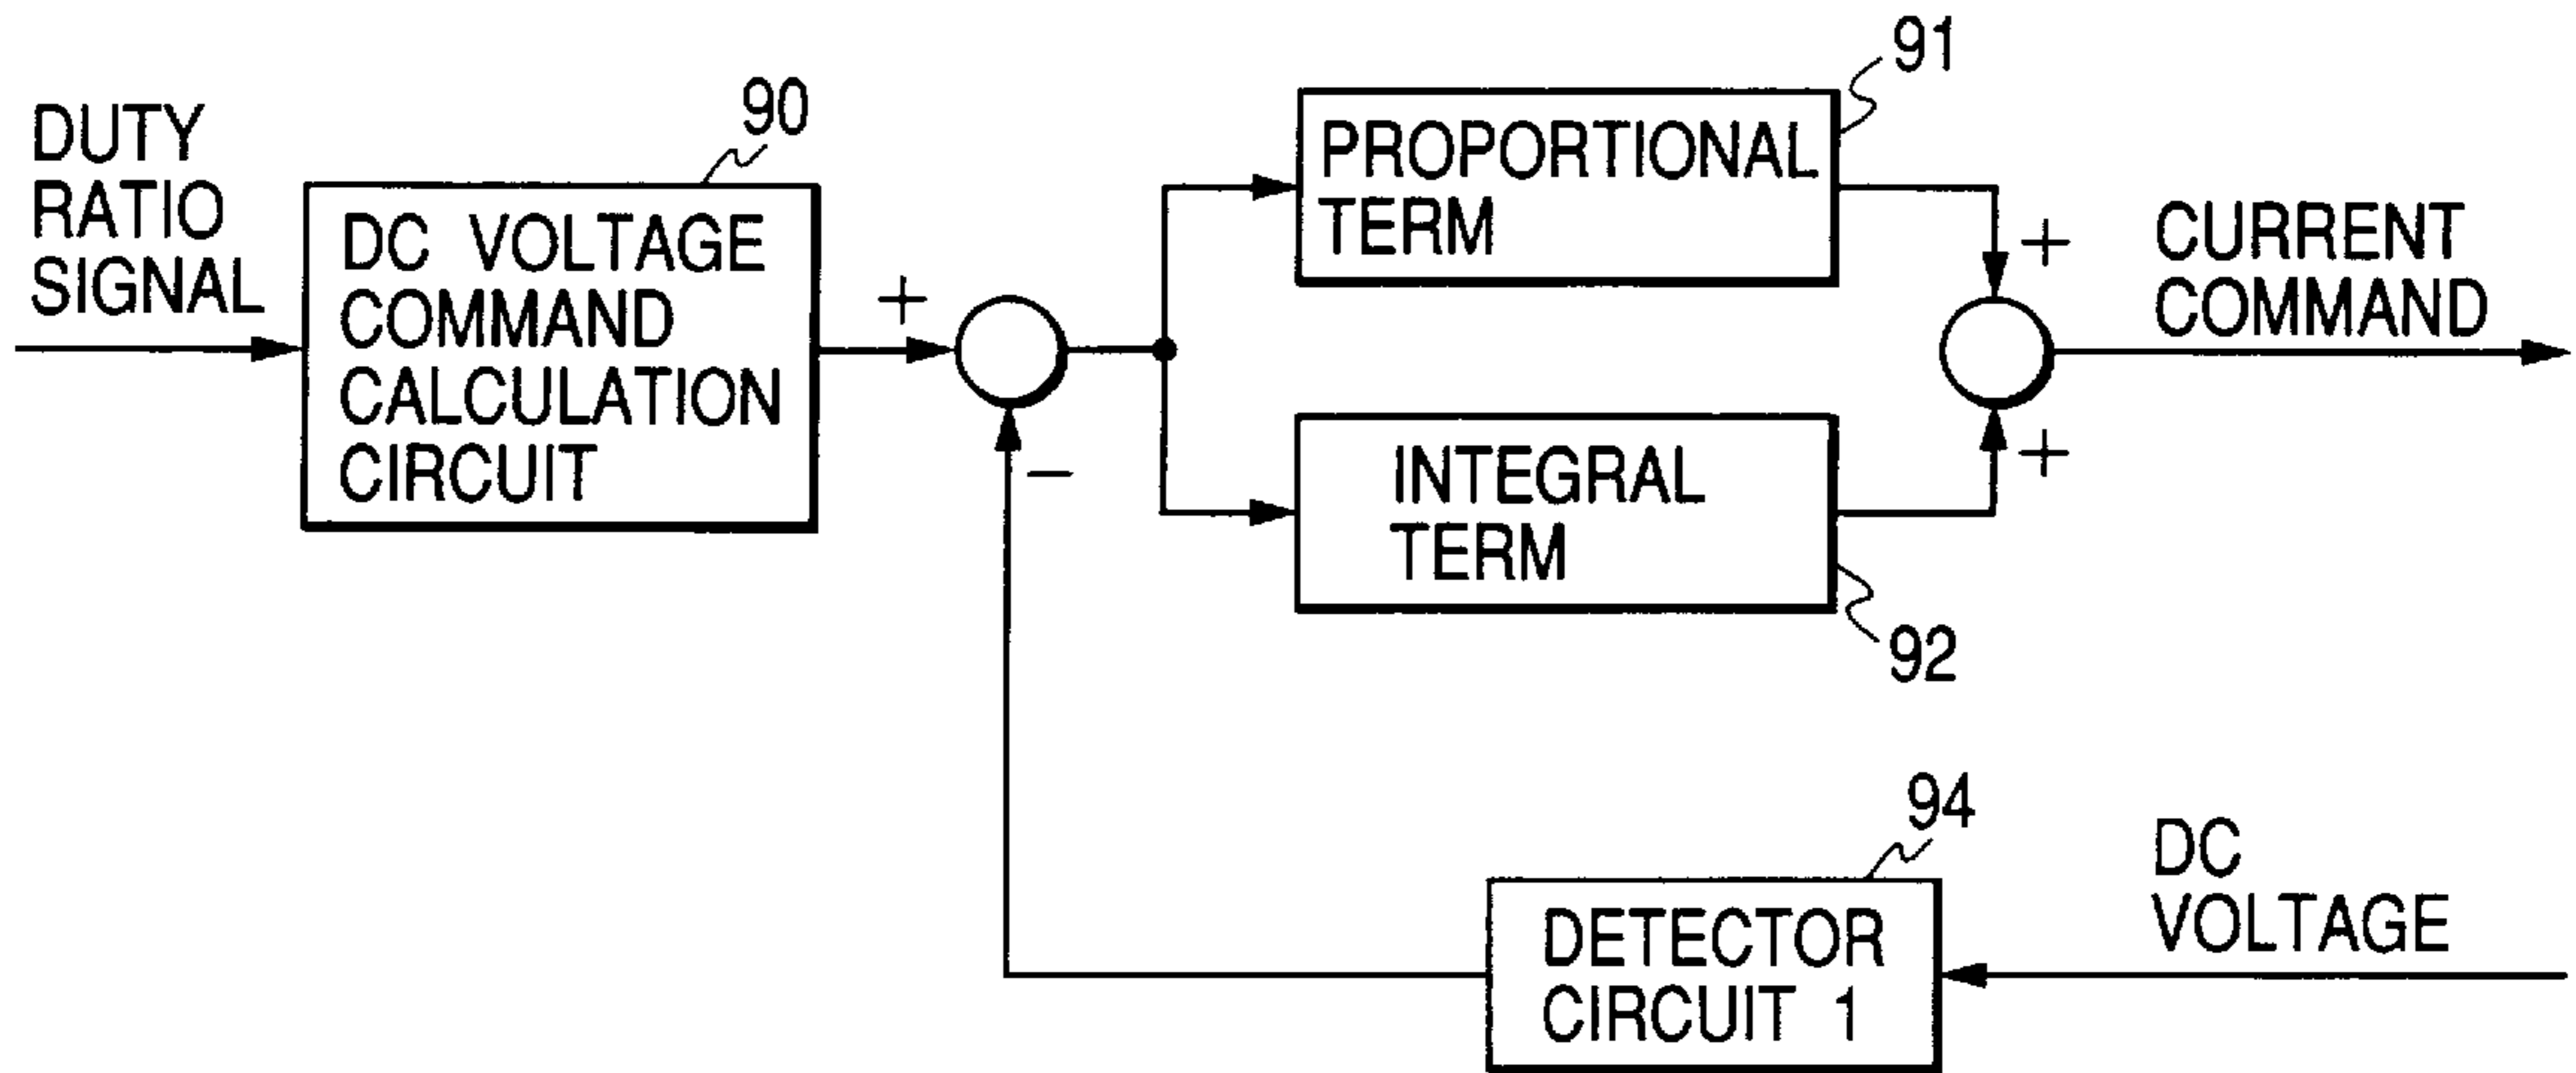 DUTY
RATIO
SIGNAL
90
DC VOLTAGE
COMMAND
CALCULATION
CIRCUIT
+
−
91
PROPORTIONAL
TERM
INTEGRAL
TERM
92
+
+
CURRENT
COMMAND
94
DETECTOR
CIRCUIT 1
DC
VOLTAGE